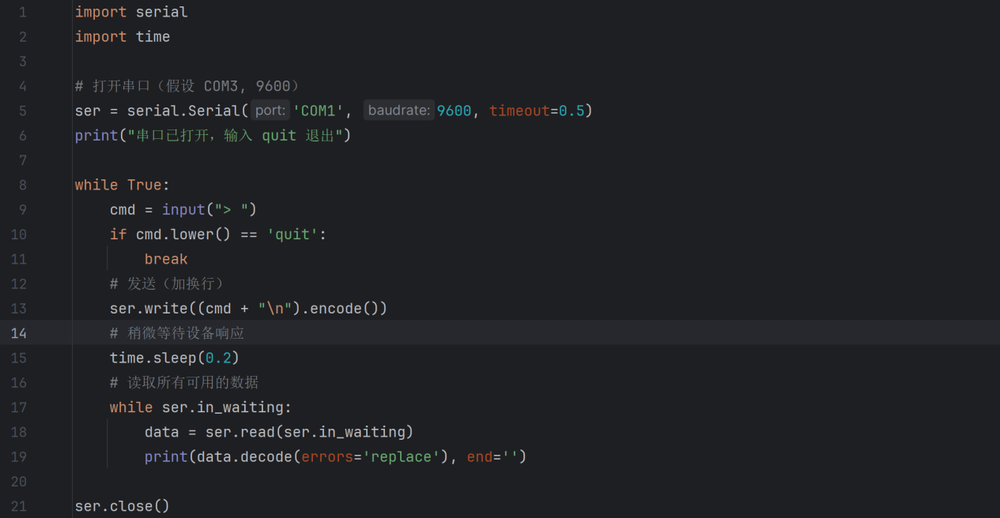 1 import serial
2 import time
3
4 # 打开串口（假设 COM3, 9600）
5 ser = serial.Serial( port: 'COM1', baudrate: 9600, timeout=0.5)
6 print("串口已打开，输入 quit 退出")
7
8 while True:
9     cmd = input("> ")
10     if cmd.lower() == 'quit':
11         break
12     # 发送（加换行）
13     ser.write((cmd + "\n").encode())
14     # 稍微等待设备响应
15     time.sleep(0.2)
16     # 读取所有可用的数据
17     while ser.in_waiting:
18         data = ser.read(ser.in_waiting)
19         print(data.decode(errors='replace'), end='')
20
21 ser.close()